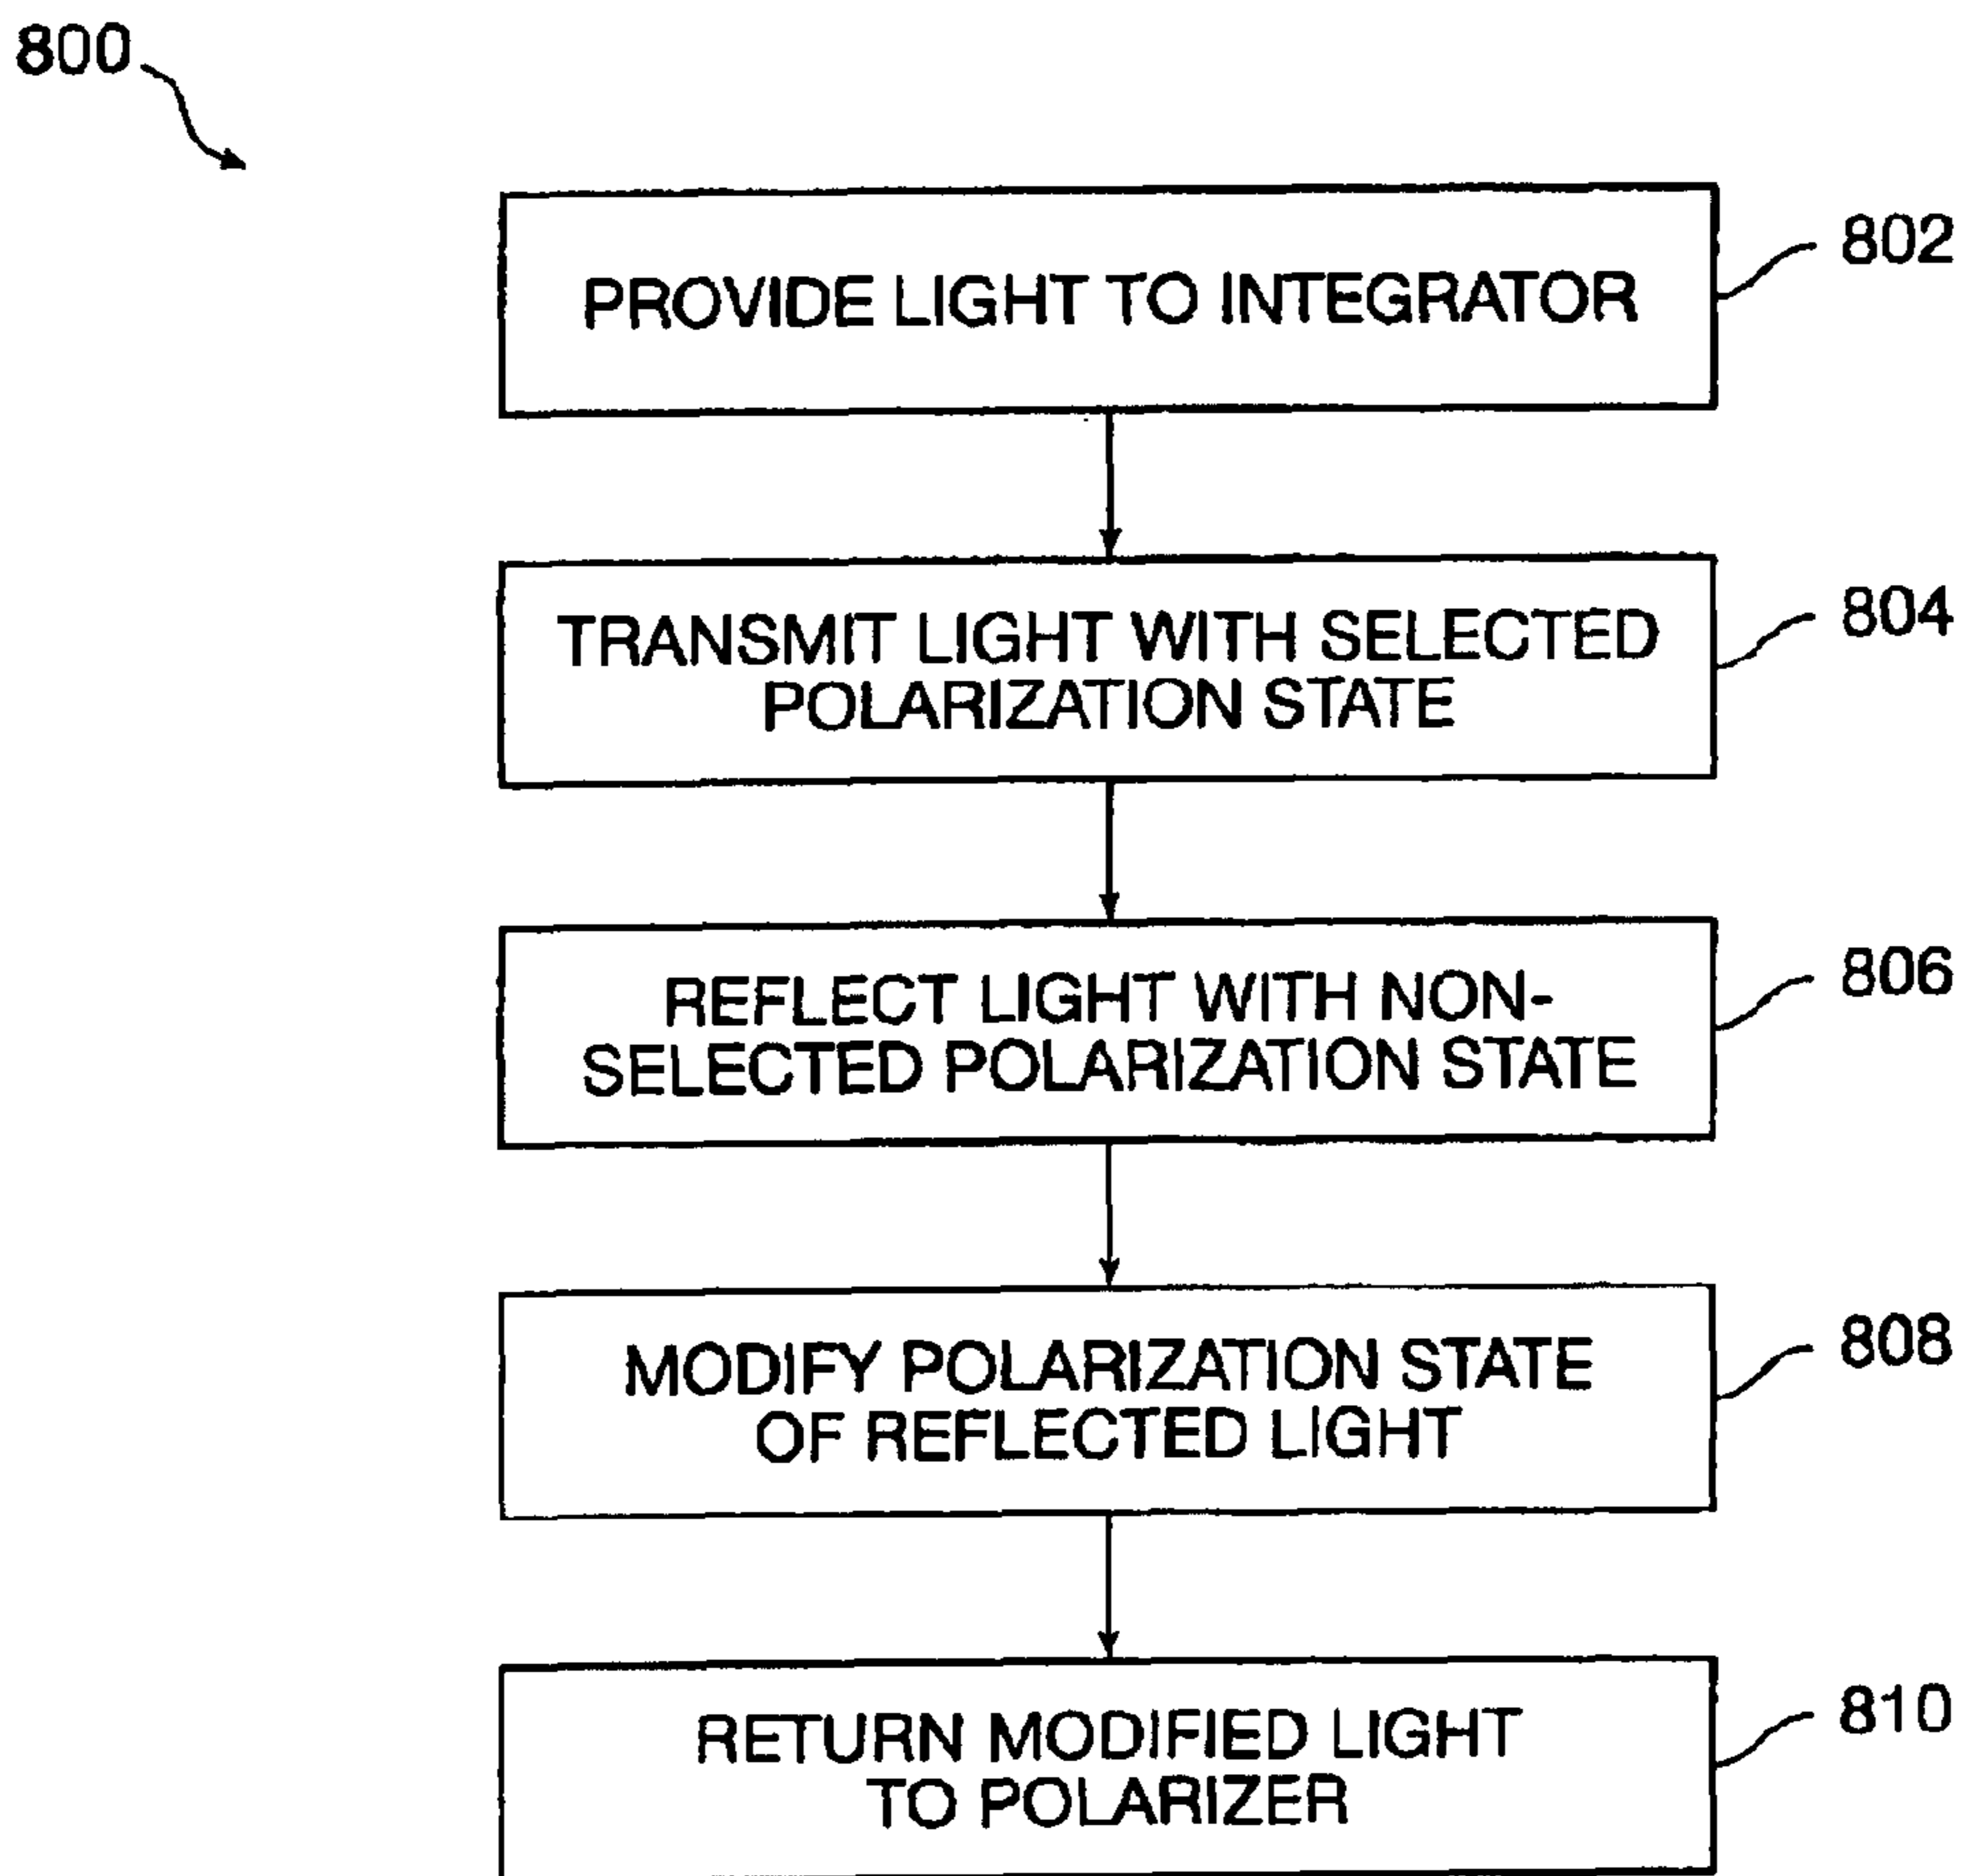 800
PROVIDE LIGHT TO INTEGRATOR
802
TRANSMIT LIGHT WITH SELECTED
POLARIZATION STATE
804
REFLECT LIGHT WITH NON-
SELECTED POLARIZATION STATE
806
MODIFY POLARIZATION STATE
OF REFLECTED LIGHT
808
RETURN MODIFIED LIGHT
TO POLARIZER
810